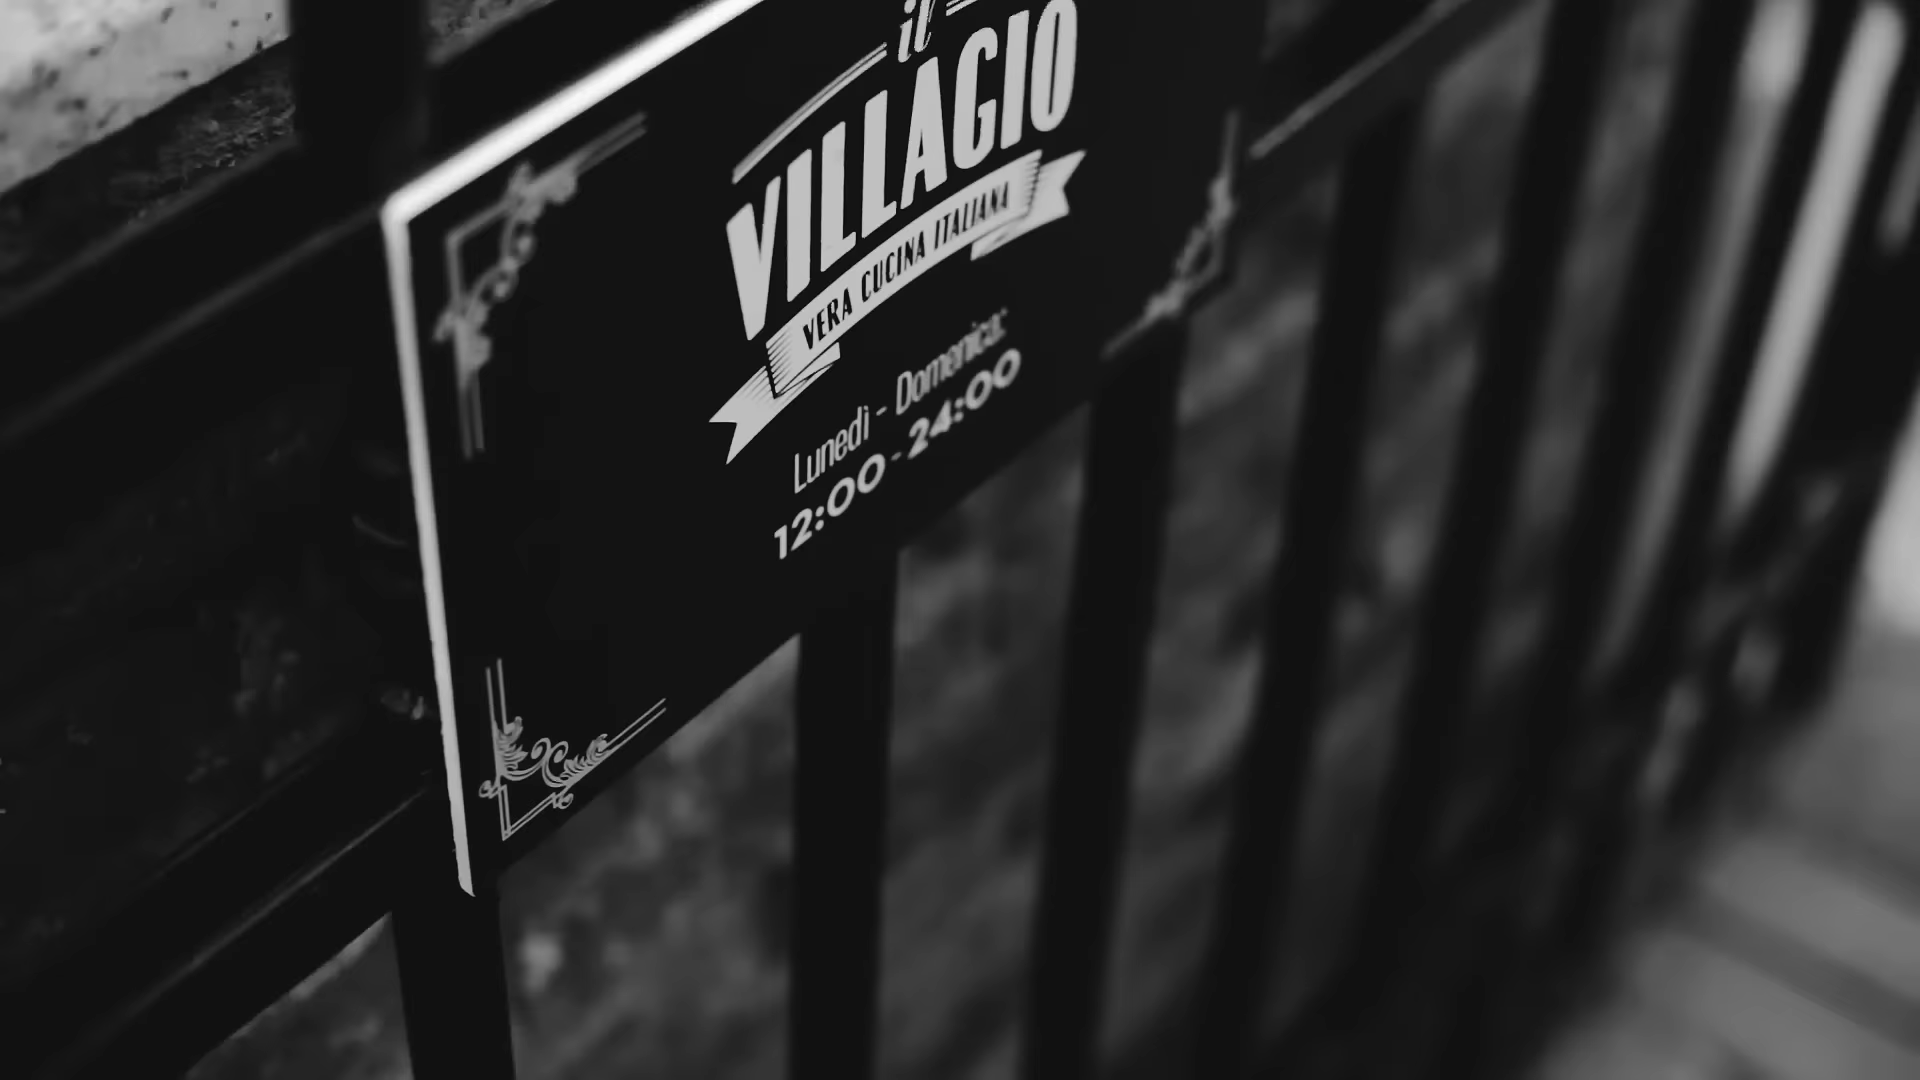 il
VILLAGIO
VERA CUCINA ITALIANA
Lunedì - Domenica:
12:00 - 24:00